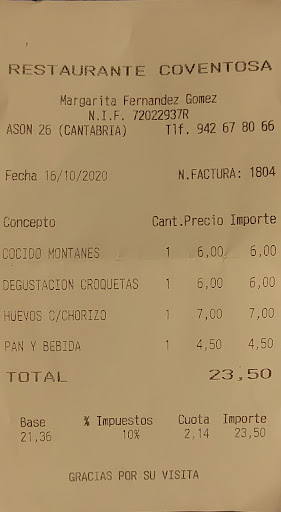 RESTAURANTE COVENTOSA
Margarita Fernandez Gomez
N.I.F. 72022937R
ASON 26 (CANTABRIA) Tlf. 942 67 80 66
Fecha 16/10/2020 N.FACTURA: 1804
Concepto Cant. Precio Importe
COCIDO MONTANES 1 6,00 6,00
DEGUSTACION CROQUETAS 1 6,00 6,00
HUEVOS C/CHORIZO 1 7,00 7,00
PAN Y BEBIDA 1 4,50 4,50
TOTAL 23,50
Base % Impuestos Cuota Importe
21,36 10% 2,14 23,50
GRACIAS POR SU VISITA